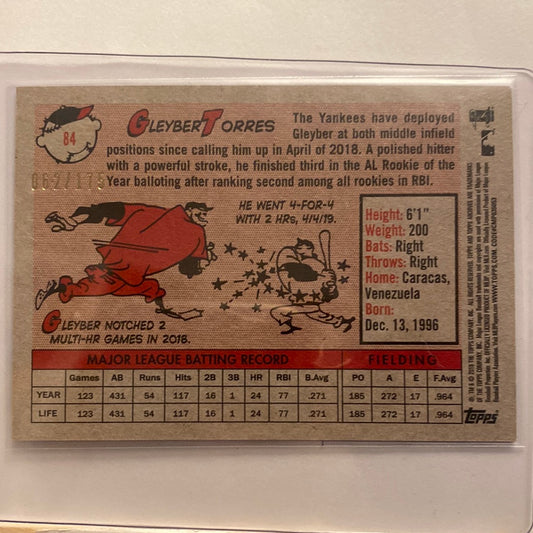 84
GLEYBER TORRES
062/175
The Yankees have deployed
Gleyber at both middle infield
positions since calling him up in April of 2018. A polished hitter
with a powerful stroke, he finished third in the AL Rookie of the
Year balloting after ranking second among all rookies in RBI.
HE WENT 4-FOR-4
WITH 2 HRs, 4/4/19.
GLEYBER NOTCHED 2
MULTI-HR GAMES IN 2018.
Height: 6'1"
Weight: 200
Bats: Right
Throws: Right
Home: Caracas,
Venezuela
Born:
Dec. 13, 1996
MAJOR LEAGUE BATTING RECORD FIELDING
Games AB Runs Hits 2B 3B HR RBI B.Avg PO A E F.Avg
YEAR 123 431 54 117 16 1 24 77 .271 185 272 17 .964
LIFE 123 431 54 117 16 1 24 77 .271 185 272 17 .964
topps